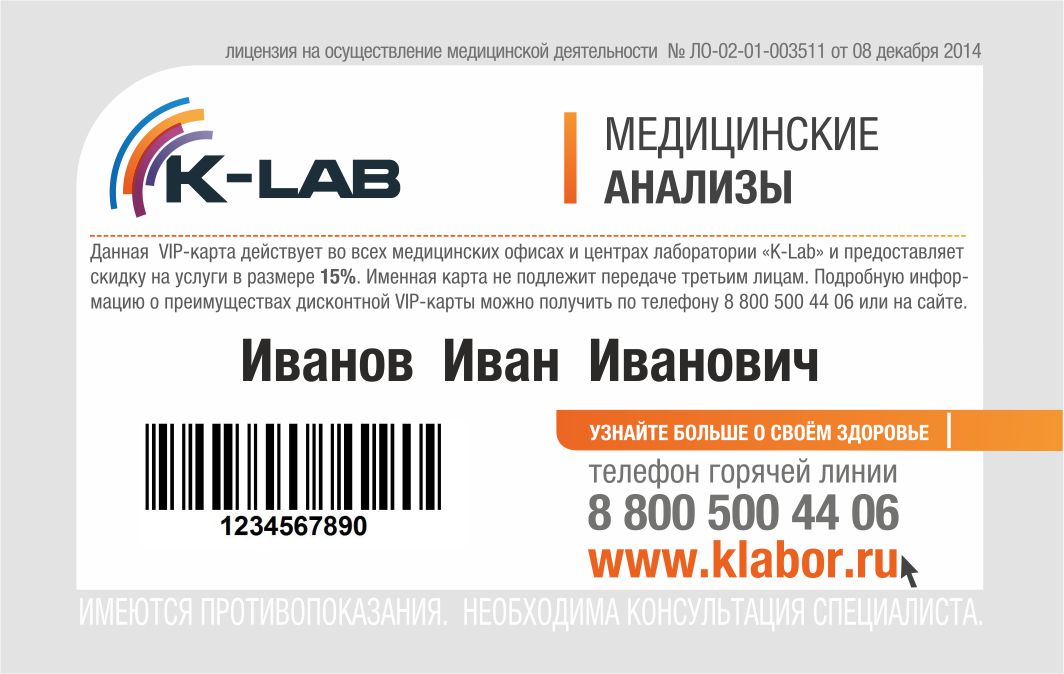 лицензия на осуществление медицинской деятельности № ЛО-02-01-003511 от 08 декабря 2014
K-LAB
МЕДИЦИНСКИЕ
АНАЛИЗЫ
Данная VIP-карта действует во всех медицинских офисах и центрах лаборатории «K-Lab» и предоставляет
скидку на услуги в размере 15%. Именная карта не подлежит передаче третьим лицам. Подробную инфор-
мацию о преимуществах дисконтной VIP-карты можно получить по телефону 8 800 500 44 06 или на сайте.
Иванов Иван Иванович
1234567890
УЗНАЙТЕ БОЛЬШЕ О СВОЁМ ЗДОРОВЬЕ
телефон горячей линии
8 800 500 44 06
www.klabor.ru
ИМЕЮТСЯ ПРОТИВОПОКАЗАНИЯ. НЕОБХОДИМА КОНСУЛЬТАЦИЯ СПЕЦИАЛИСТА.